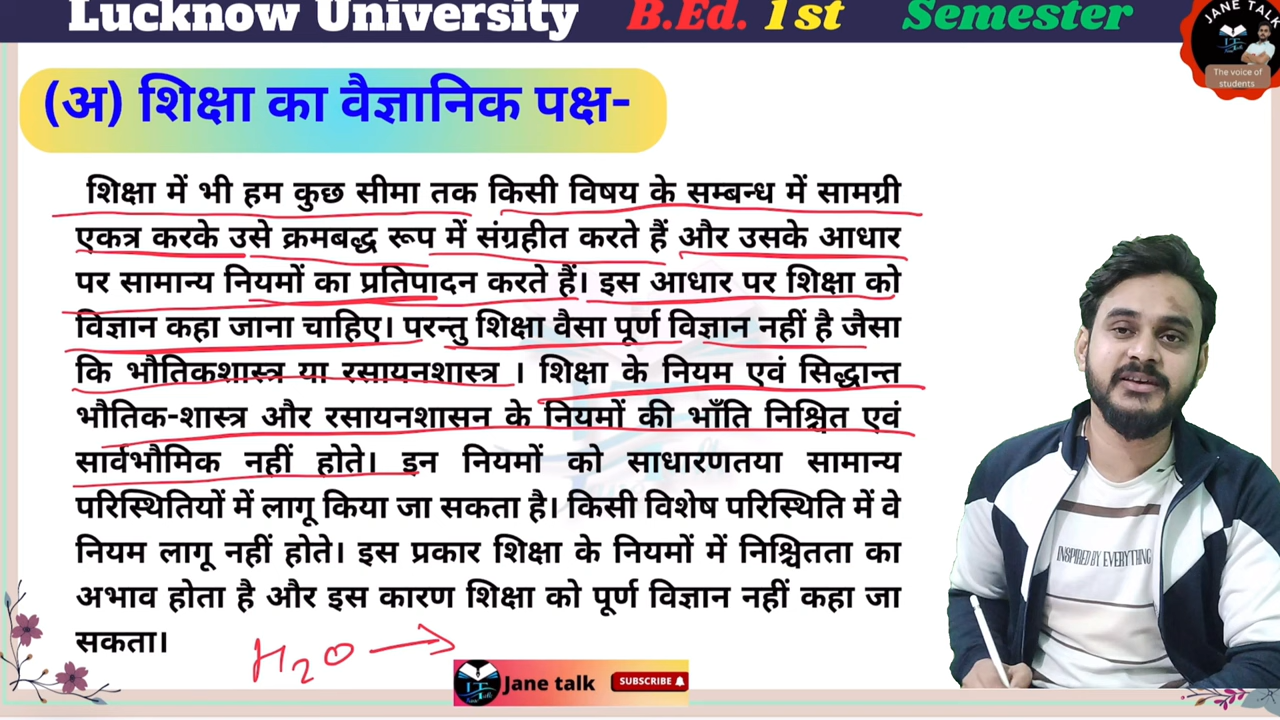 Lucknow University B.Ed. 1st Semester
JANE TALK
The voice of
students
(अ) शिक्षा का वैज्ञानिक पक्ष-
शिक्षा में भी हम कुछ सीमा तक किसी विषय के सम्बन्ध में सामग्री
एकत्र करके उसे क्रमबद्ध रूप में संग्रहीत करते हैं और उसके आधार
पर सामान्य नियमों का प्रतिपादन करते हैं। इस आधार पर शिक्षा को
विज्ञान कहा जाना चाहिए। परन्तु शिक्षा वैसा पूर्ण विज्ञान नहीं है जैसा
कि भौतिकशास्त्र या रसायनशास्त्र । शिक्षा के नियम एवं सिद्धान्त
भौतिक-शास्त्र और रसायनशासन के नियमों की भाँति निश्चित एवं
सार्वभौमिक नहीं होते। इन नियमों को साधारणतया सामान्य
परिस्थितियों में लागू किया जा सकता है। किसी विशेष परिस्थिति में वे
नियम लागू नहीं होते। इस प्रकार शिक्षा के नियमों में निश्चितता का
अभाव होता है और इस कारण शिक्षा को पूर्ण विज्ञान नहीं कहा जा
सकता।
H2O →
INSPIRED BY EVERYTHING
Jane talk SUBSCRIBE